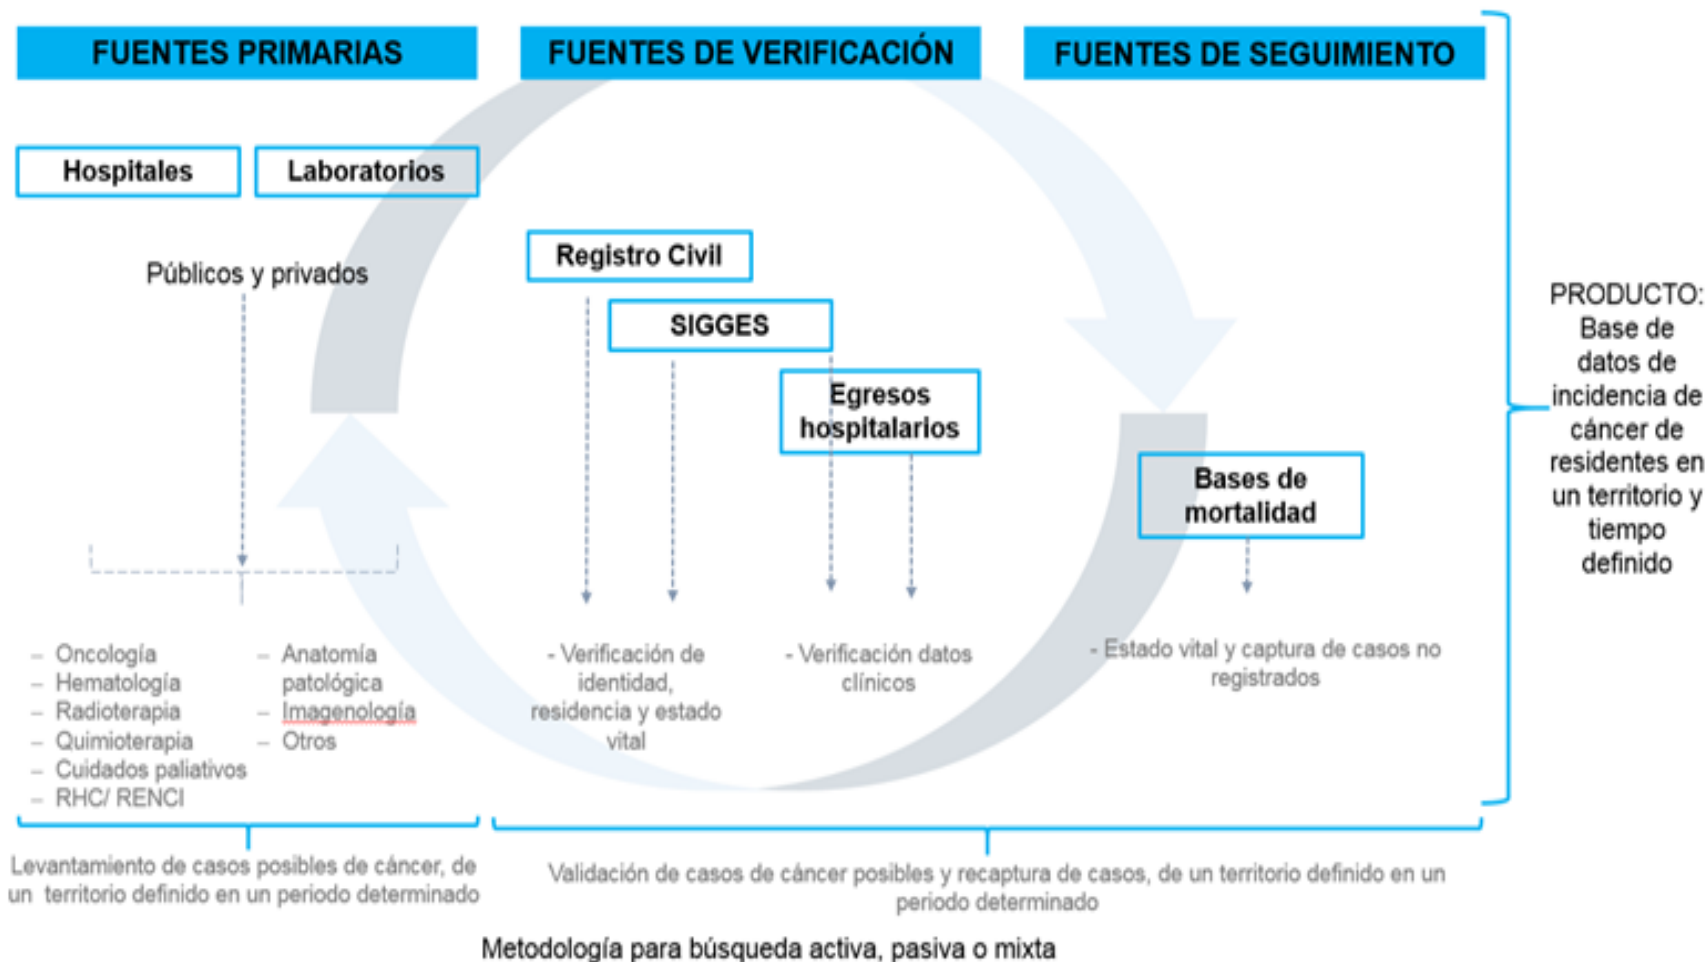 FUENTES PRIMARIAS
FUENTES DE VERIFICACIÓN
FUENTES DE SEGUIMIENTO
Hospitales
Laboratorios
Públicos y privados
– Oncología
– Hematología
– Radioterapia
– Quimioterapia
– Cuidados paliativos
– RHC/ RENCI
– Anatomía
patológica
– Imagenología
– Otros
Registro Civil
SIGGES
Egresos
hospitalarios
- Verificación de
identidad,
residencia y estado
vital
- Verificación datos
clínicos
Bases de
mortalidad
- Estado vital y captura de casos no
registrados
PRODUCTO:
Base de
datos de
incidencia de
cáncer de
residentes en
un territorio y
tiempo
definido
Levantamiento de casos posibles de cáncer, de
un territorio definido en un periodo determinado
Validación de casos de cáncer posibles y recaptura de casos, de un territorio definido en un
periodo determinado
Metodología para búsqueda activa, pasiva o mixta